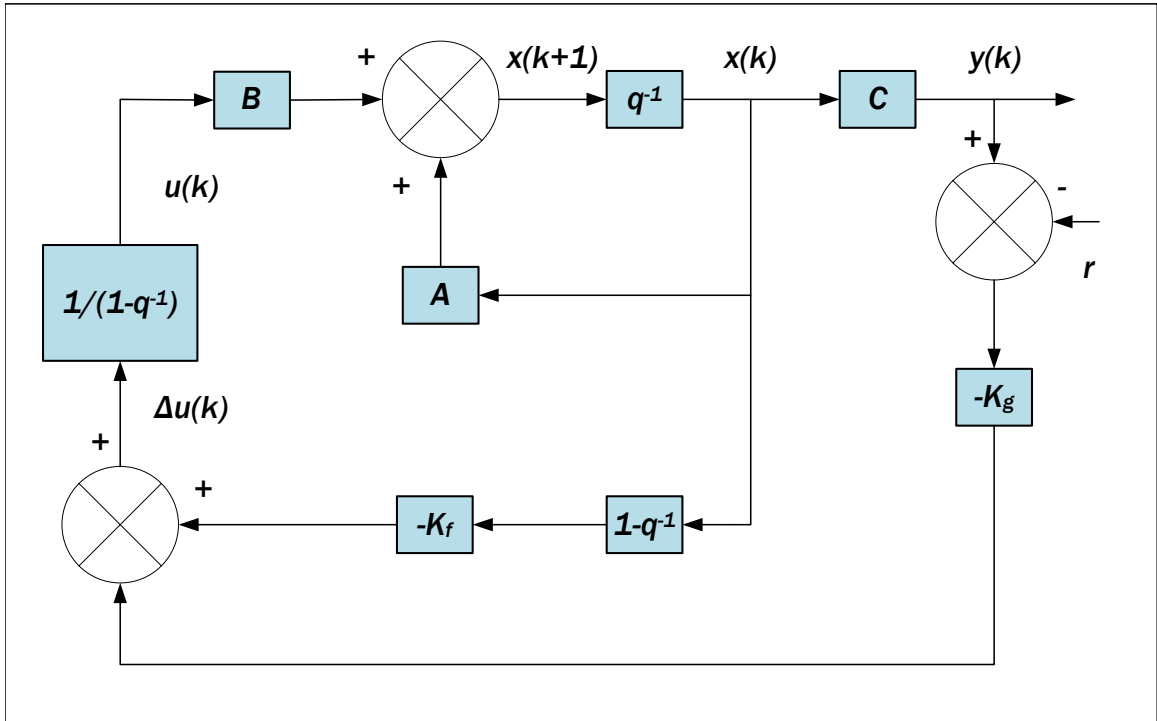 + x(k+1) x(k) y(k)
B q⁻¹ C
+
-
u(k) +
r
A
1/(1-q⁻¹)
-Kg
Δu(k)
+
+
-Kf 1-q⁻¹